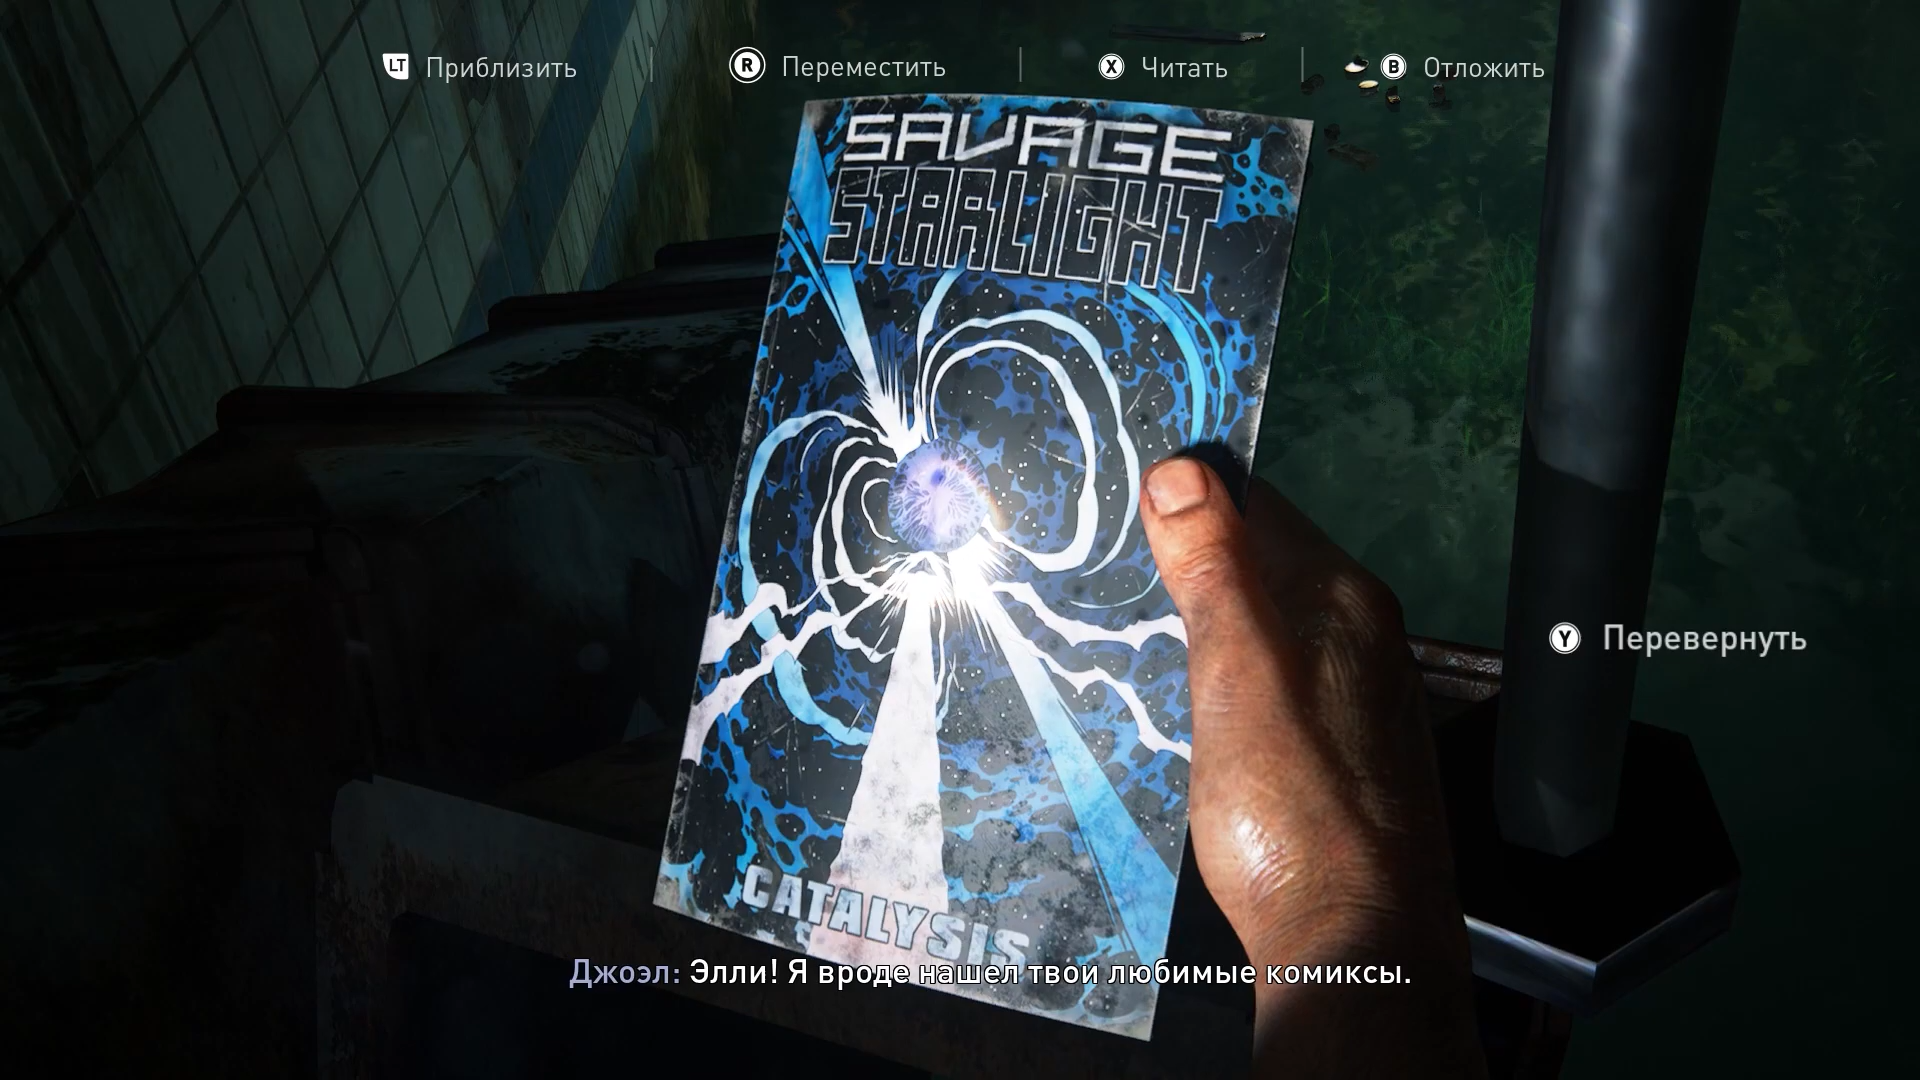 LT Приблизить
R Переместить
X Читать
B Отложить
SAVAGE
STARLIGHT
Y Перевернуть
CATALYSIS
Джоэл: Элли! Я вроде нашел твои любимые комиксы.